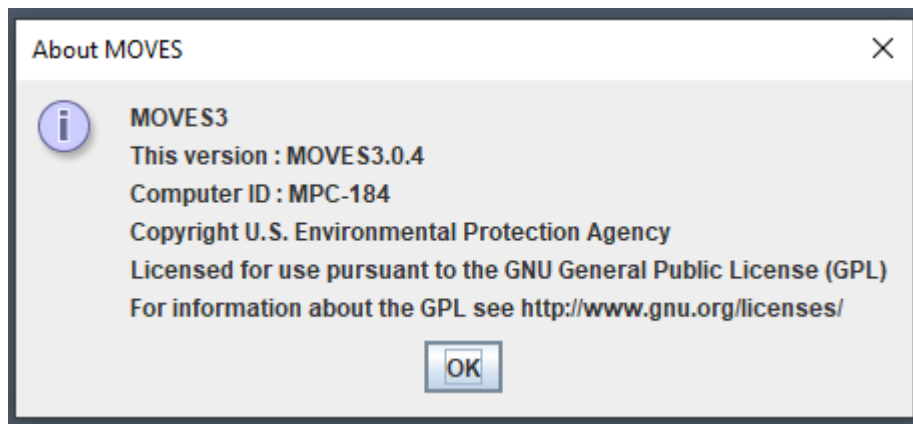 About MOVES
MOVES3
This version : MOVES3.0.4
Computer ID : MPC-184
Copyright U.S. Environmental Protection Agency
Licensed for use pursuant to the GNU General Public License (GPL)
For information about the GPL see http://www.gnu.org/licenses/
OK